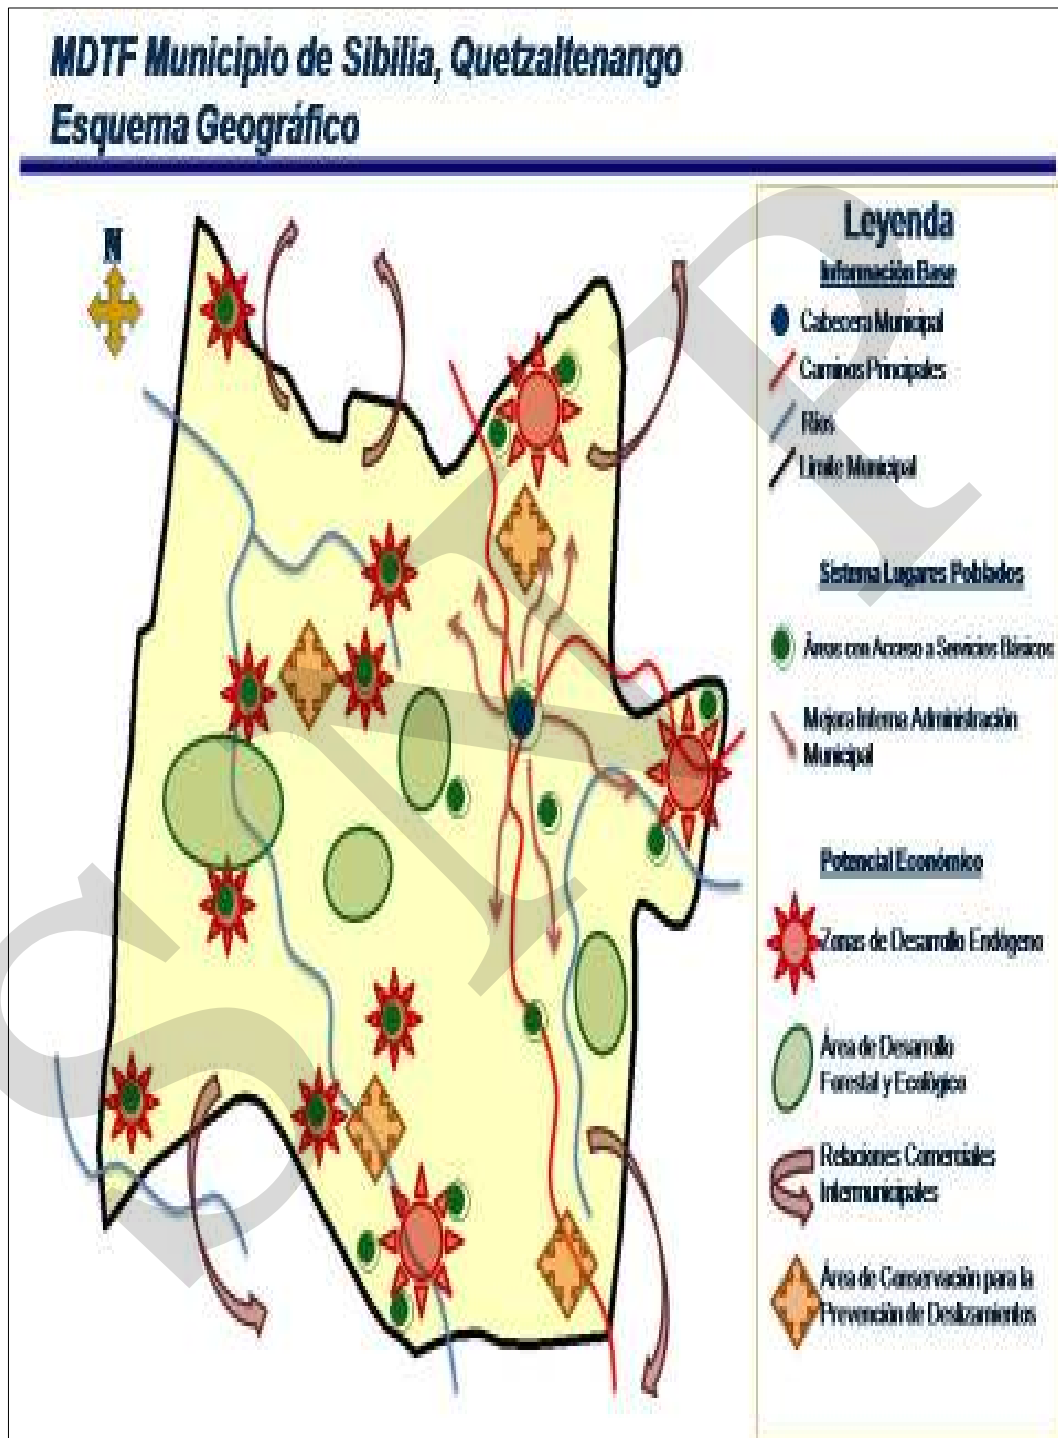 MDTF Municipio de Sibilia, Quetzaltenango
Esquema Geográfico
N
Leyenda
Información Base
Cabecera Municipal
Caminos Principales
Ríos
Límite Municipal
Sistema Lugares Poblados
Áreas con Acceso a Servicios Básicos
Mejora Interna Administración
Municipal
Potencial Económico
Zonas de Desarrollo Endógeno
Área de Desarrollo
Forestal y Ecológico
Relaciones Comerciales
Intermunicipales
Área de Conservación para la
Prevención de Deslizamientos
SNP